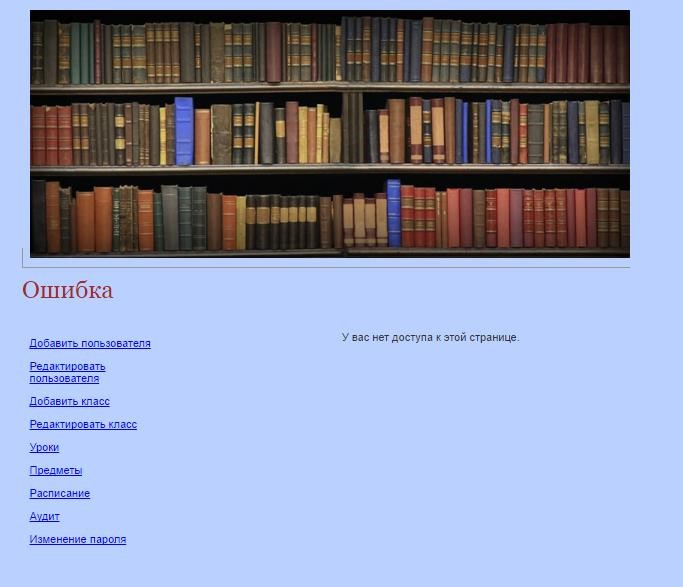 Ошибка
Добавить пользователя
У вас нет доступа к этой странице.
Редактировать
пользователя
Добавить класс
Редактировать класс
Уроки
Предметы
Расписание
Аудит
Изменение пароля